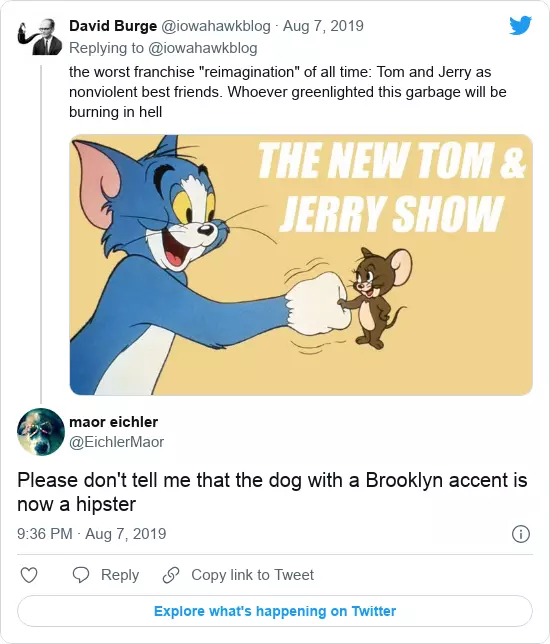 David Burge @iowahawkblog · Aug 7, 2019
Replying to @iowahawkblog
the worst franchise "reimagination" of all time: Tom and Jerry as
nonviolent best friends. Whoever greenlighted this garbage will be
burning in hell
THE NEW TOM &
JERRY SHOW
maor eichler
@EichlerMaor
Please don't tell me that the dog with a Brooklyn accent is
now a hipster
9:36 PM · Aug 7, 2019
Reply
Copy link to Tweet
Explore what's happening on Twitter